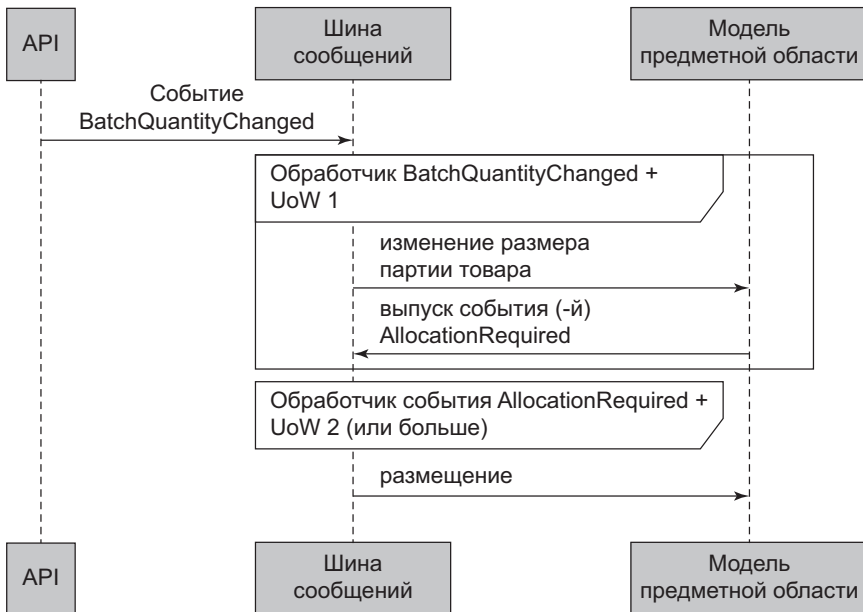 API
Шина
сообщений
Модель
предметной области
Событие
BatchQuantityChanged
Обработчик BatchQuantityChanged +
UoW 1
изменение размера
партии товара
выпуск события (-й)
AllocationRequired
Обработчик события AllocationRequired +
UoW 2 (или больше)
размещение
API
Шина
сообщений
Модель
предметной области